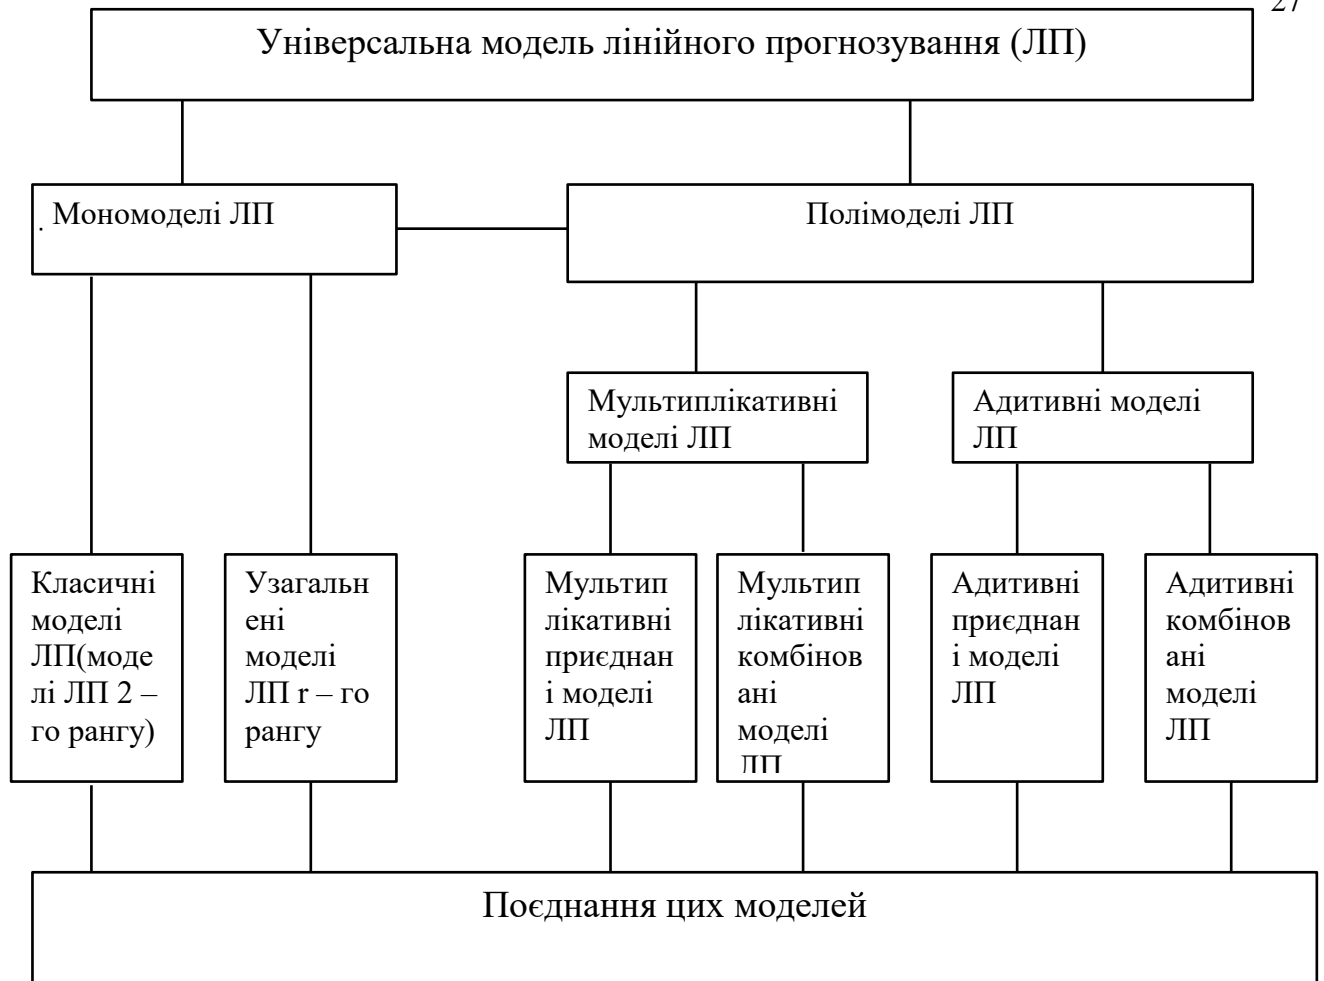 27
Універсальна модель лінійного прогнозування (ЛП)
. Мономоделі ЛП
Полімоделі ЛП
Мультиплікативні
моделі ЛП
Адитивні моделі
ЛП
Класичні
моделі
ЛП(моде
лі ЛП 2 –
го рангу)
Узагальн
ені
моделі
ЛП r – го
рангу
Мультип
лікативні
приєднан
і моделі
ЛП
Мультип
лікативні
комбінов
ані
моделі
ЛП
Адитивні
приєднан
і моделі
ЛП
Адитивні
комбінов
ані
моделі
ЛП
Поєднання цих моделей